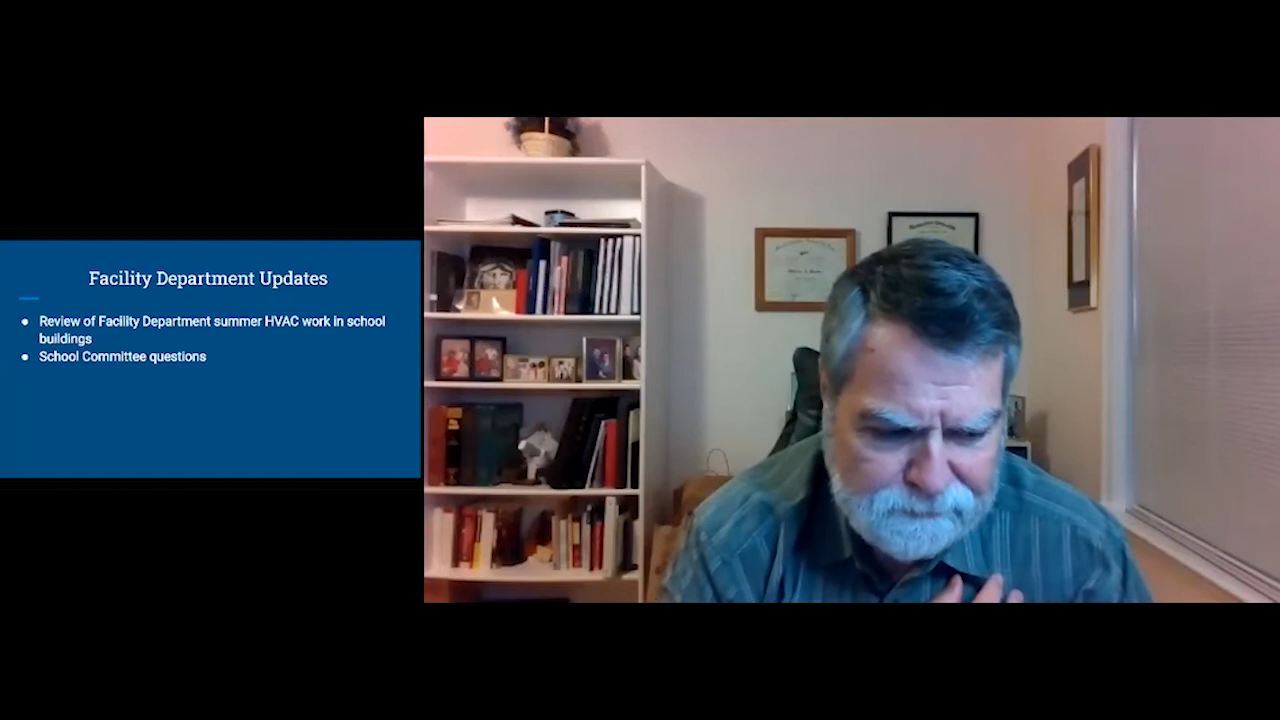 Facility Department Updates
● Review of Facility Department summer HVAC work in school
buildings
● School Committee questions